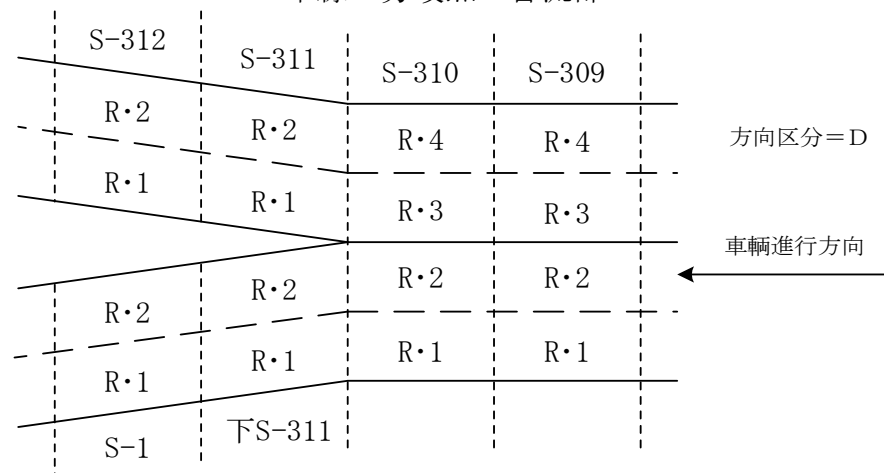 S-312
S-311
S-310
S-309
R・2
R・2
R・4
R・4
方向区分=D
R・1
R・1
R・3
R・3
車輌進行方向
R・2
R・2
R・2
R・2
R・1
R・1
R・1
R・1
S-1
下S-311